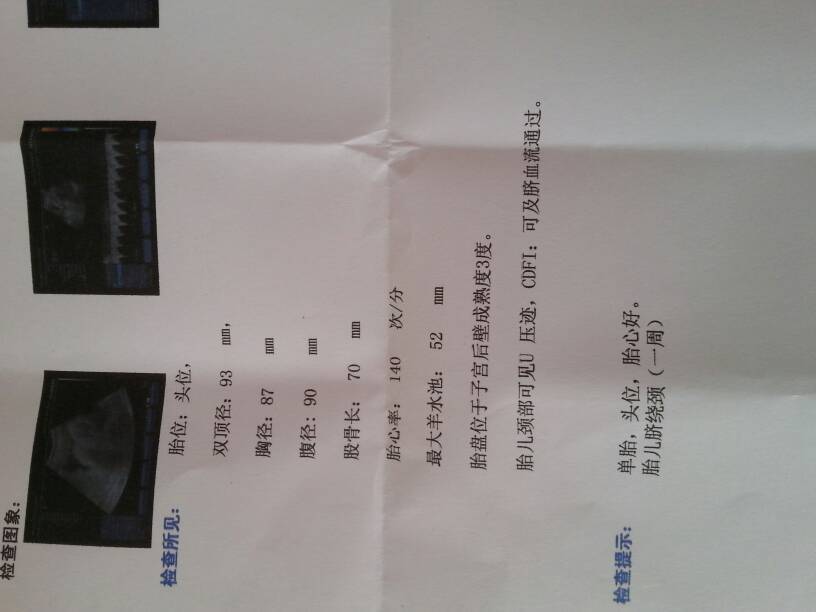 检查图象:
检查所见:
胎位: 头位,
双顶径: 93 mm,
胸径: 87 mm
腹径: 90 mm
股骨长: 70 mm
胎心率: 140 次/分
最大羊水池: 52 mm
胎盘位于子宫后壁成熟度3度。
胎儿颈部可见U 压迹, CDFI: 可及脐血流通过。
检查提示:
单胎, 头位, 胎心好。
胎儿脐绕颈 (一周)